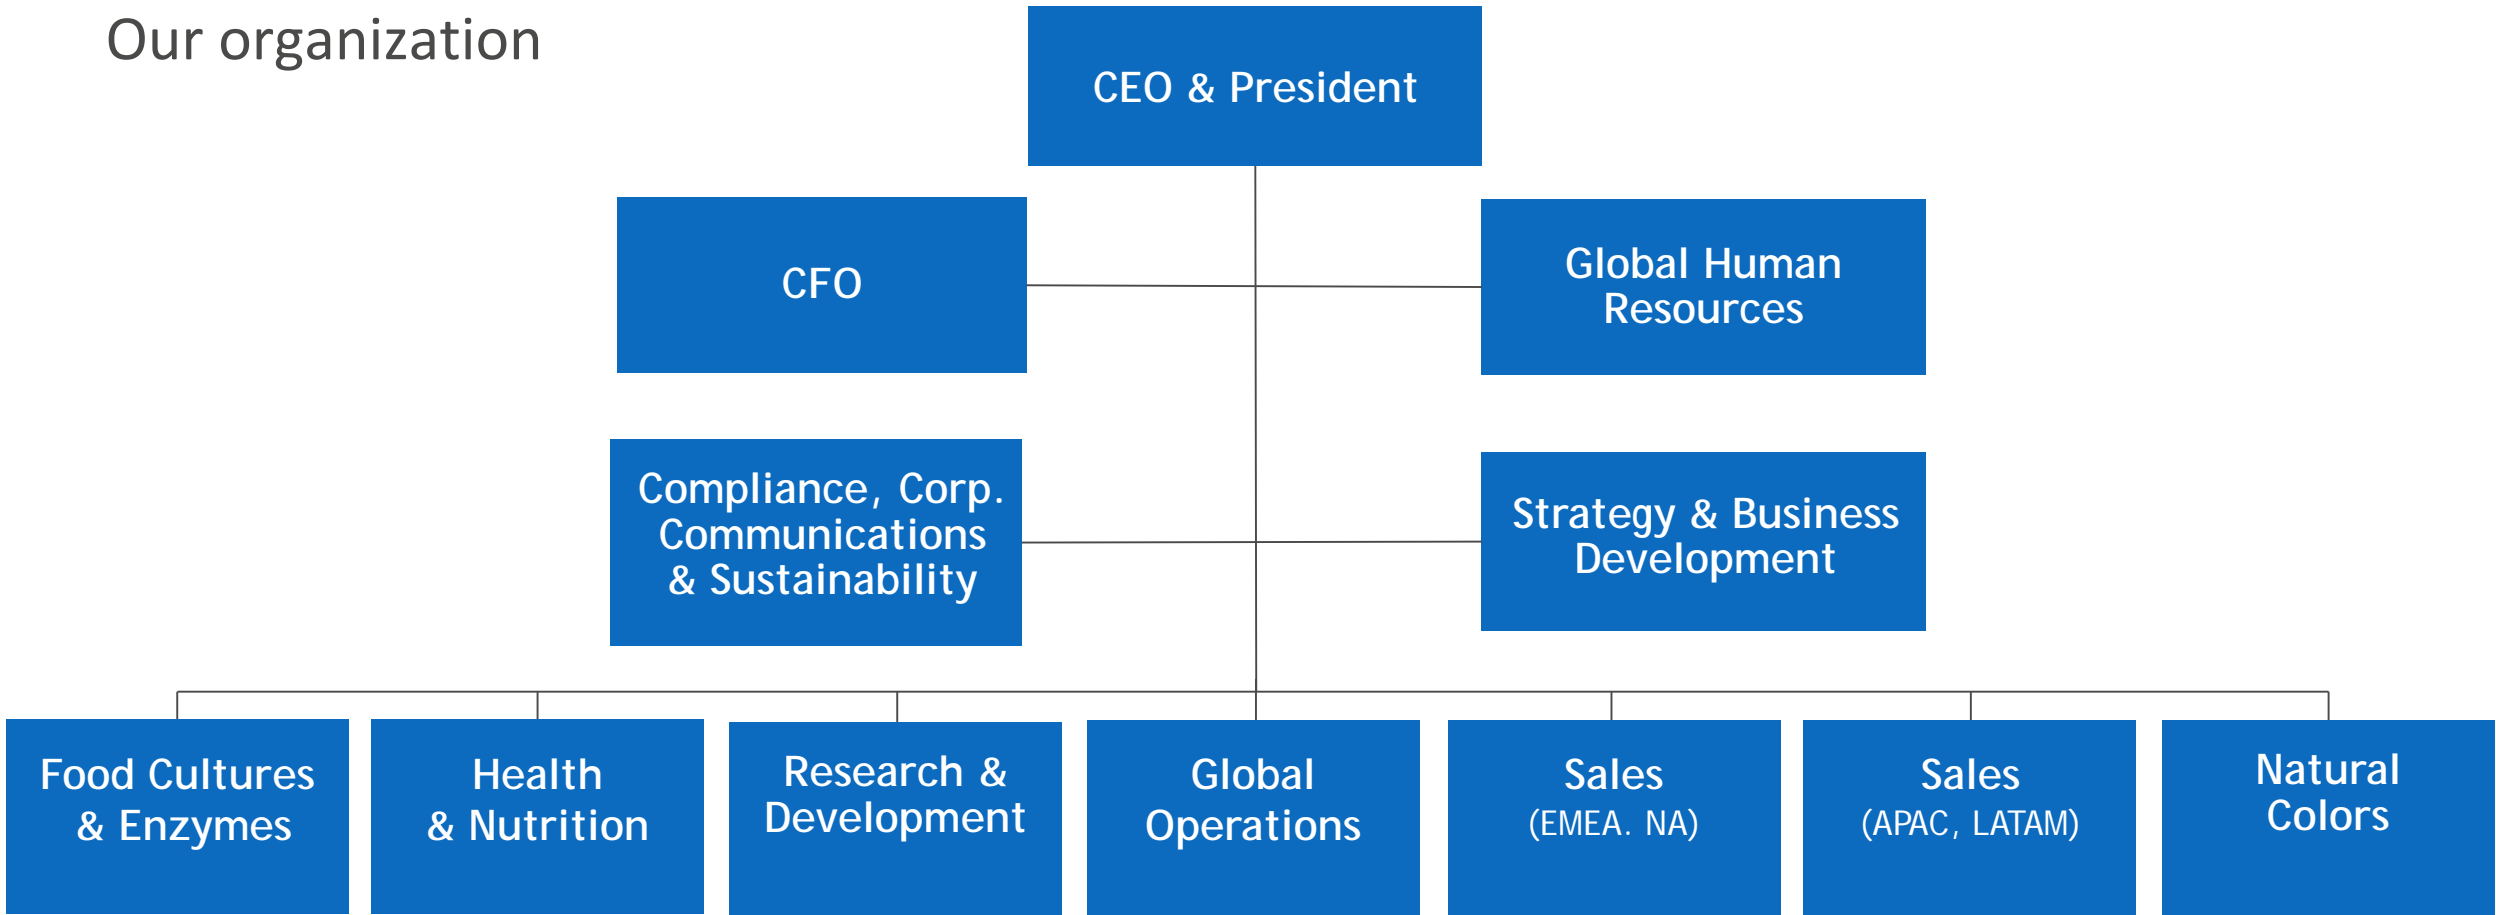 Our organization
CEO & President
CFO
Global Human
Resources
Compliance, Corp.
Communications
& Sustainability
Strategy & Business
Development
Food Cultures
& Enzymes
Health
& Nutrition
Research &
Development
Global
Operations
Sales
(EMEA. NA)
Sales
(APAC, LATAM)
Natural
Colors